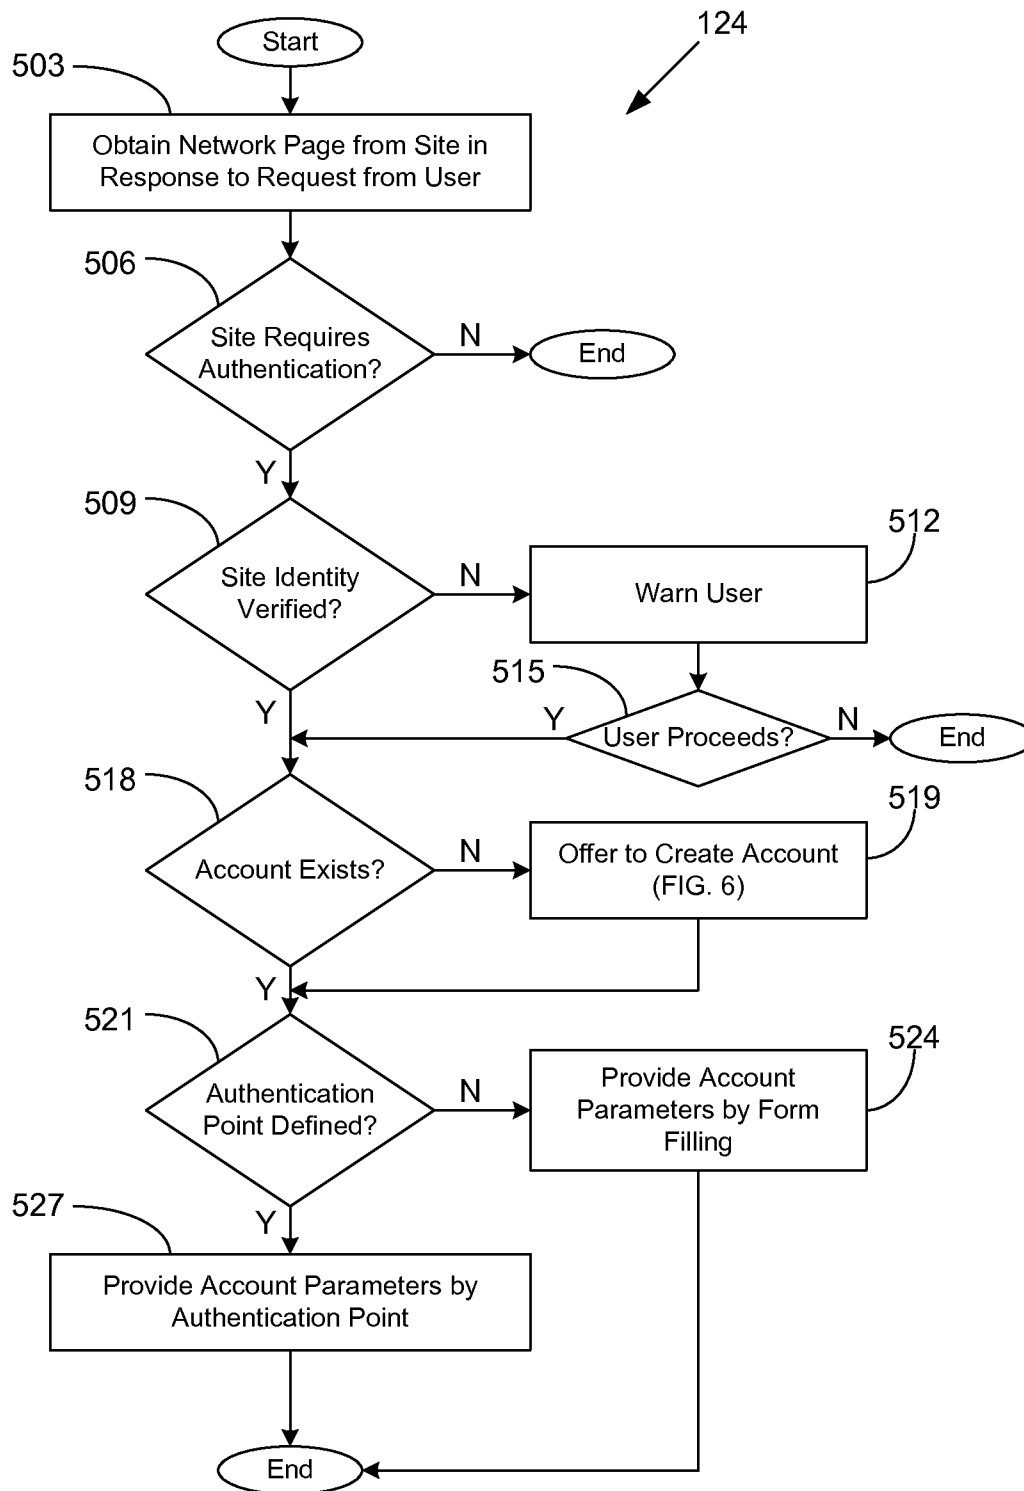 Start
124
503
Obtain Network Page from Site in
Response to Request from User
506
Site Requires
Authentication?
N
End
Y
509
Site Identity
Verified?
N
512
Warn User
Y
515
User Proceeds?
Y
N
End
518
Account Exists?
N
519
Offer to Create Account
(FIG. 6)
Y
521
Authentication
Point Defined?
N
524
Provide Account
Parameters by Form
Filling
Y
527
Provide Account Parameters by
Authentication Point
End